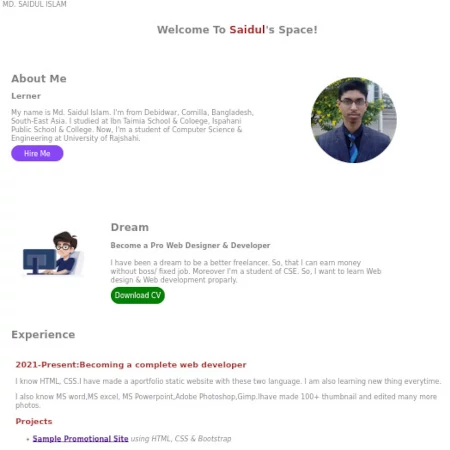 MD. SAIDUL ISLAM
Welcome To Saidul's Space!
About Me
Lerner
My name is Md. Saidul Islam. I'm from Debidwar, Comilla, Bangladesh,
South-East Asia. I studied at Ibn Taimia School & Coleege, Ispahani
Public School & College. Now, I'm a student of Computer Science &
Engineering at University of Rajshahi.
Hire Me
Dream
Become a Pro Web Designer & Developer
I have been a dream to be a better freelancer. So, that I can earn money
without boss/ fixed job. Moreover I'm a student of CSE. So, I want to learn Web
design & Web development proparly.
Download CV
Experience
2021-Present:Becoming a complete web developer
I know HTML, CSS.I have made a aportfolio static website with these two language. I am also learning new thing everytime.
I also know MS word,MS excel, MS Powerpoint,Adobe Photoshop,Gimp.Ihave made 100+ thumbnail and edited many more
photos.
Projects
Sample Promotional Site using HTML, CSS & Bootstrap